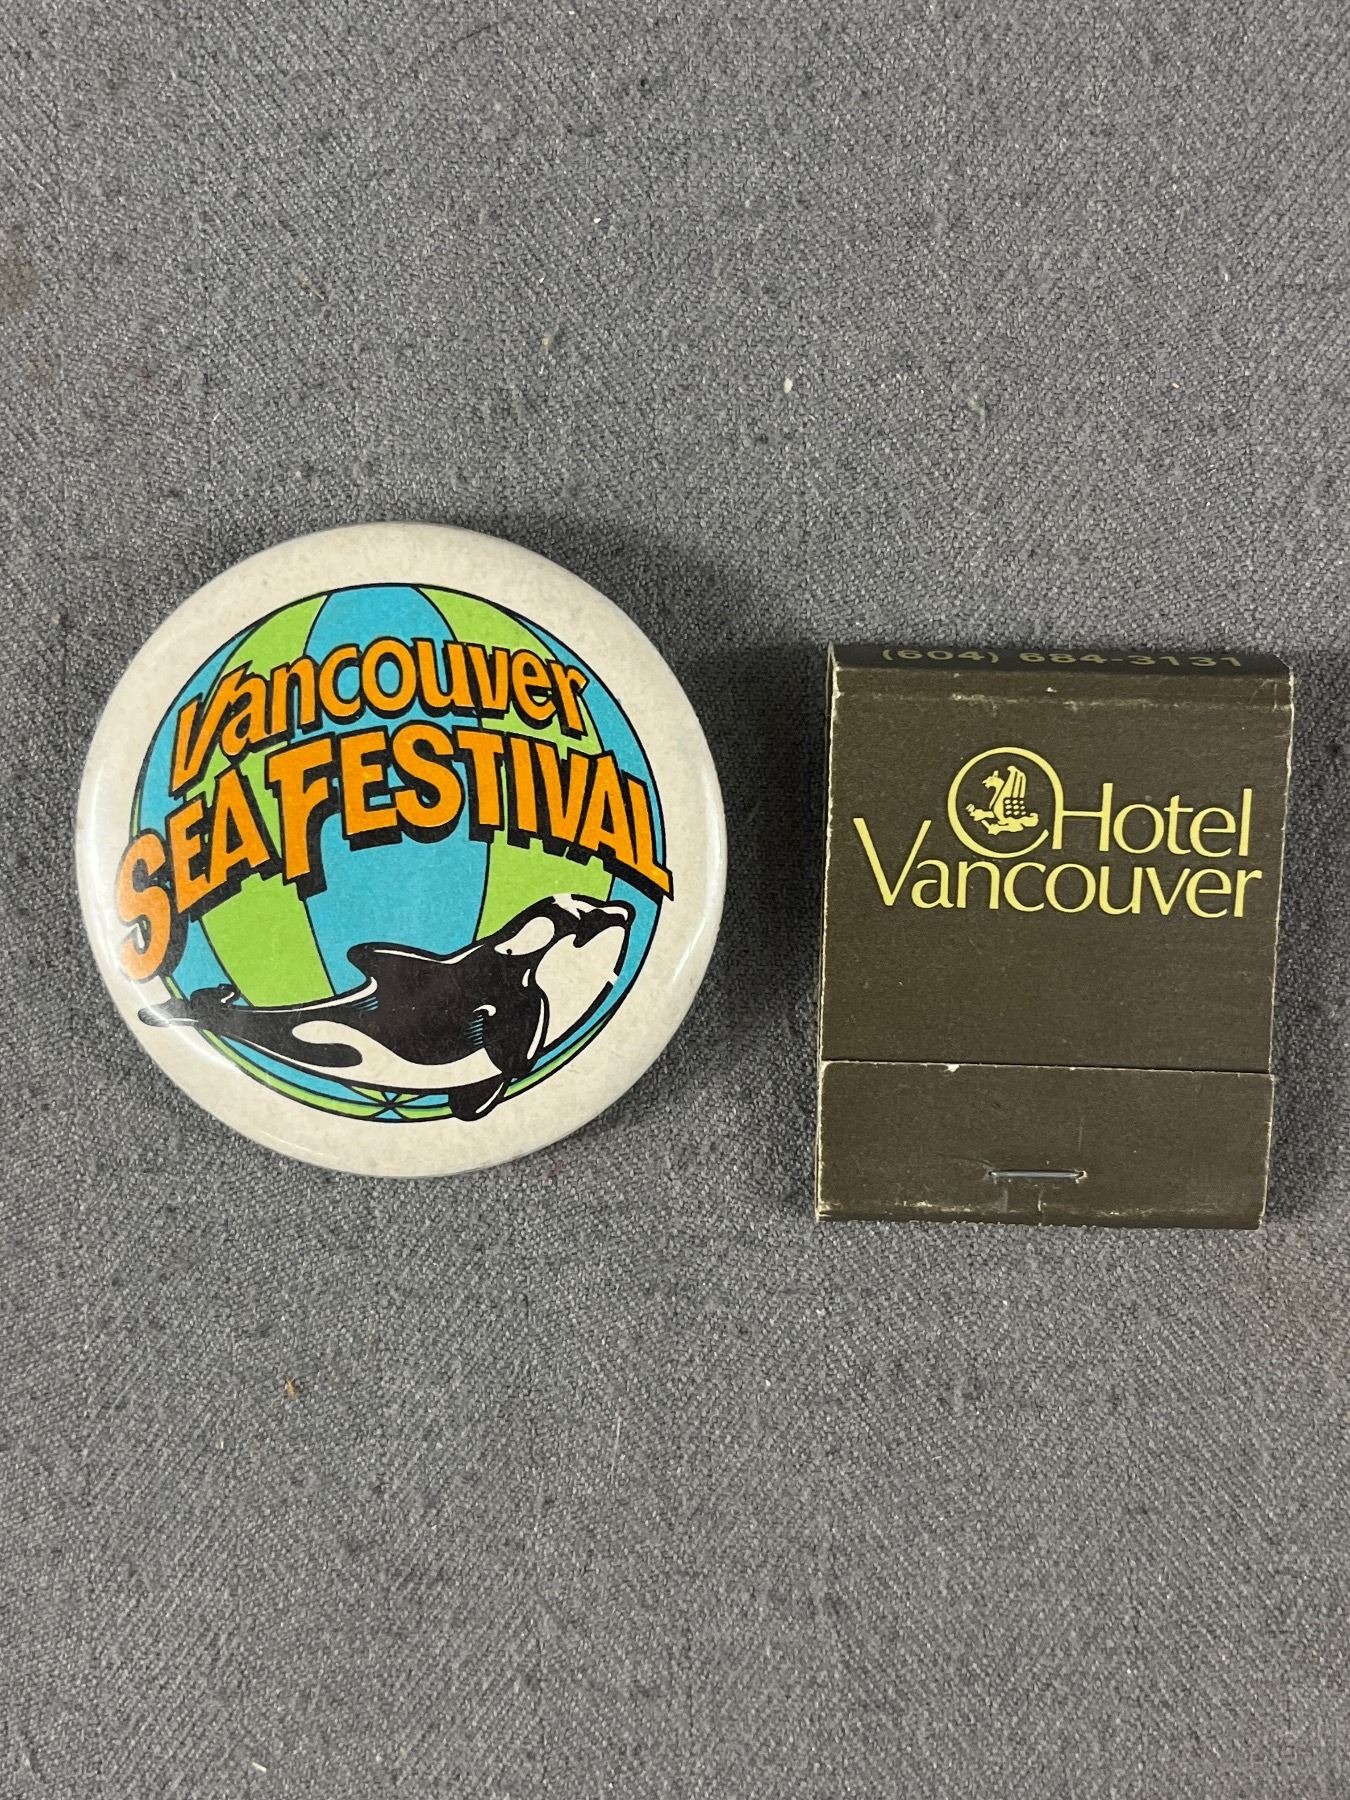 Vancouver
SEA FESTIVAL
(604) 684-3131
Hotel
Vancouver